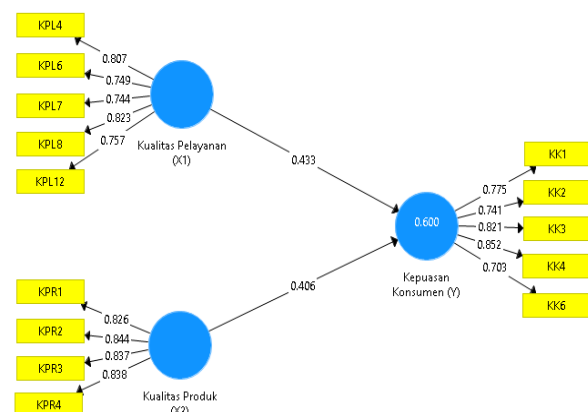 KPL4
0.807
KPL6
0.749
KPL7
0.744
KPL8
0.823
KPL12
0.757
Kualitas Pelayanan
(X1)
0.433
KK1
0.775
KK2
0.741
0.600
KK3
0.821
KK4
0.852
KK6
0.703
Kepuasan
Konsumen (Y)
0.406
KPR1
0.826
KPR2
0.844
KPR3
0.837
KPR4
0.838
Kualitas Produk
(X2)